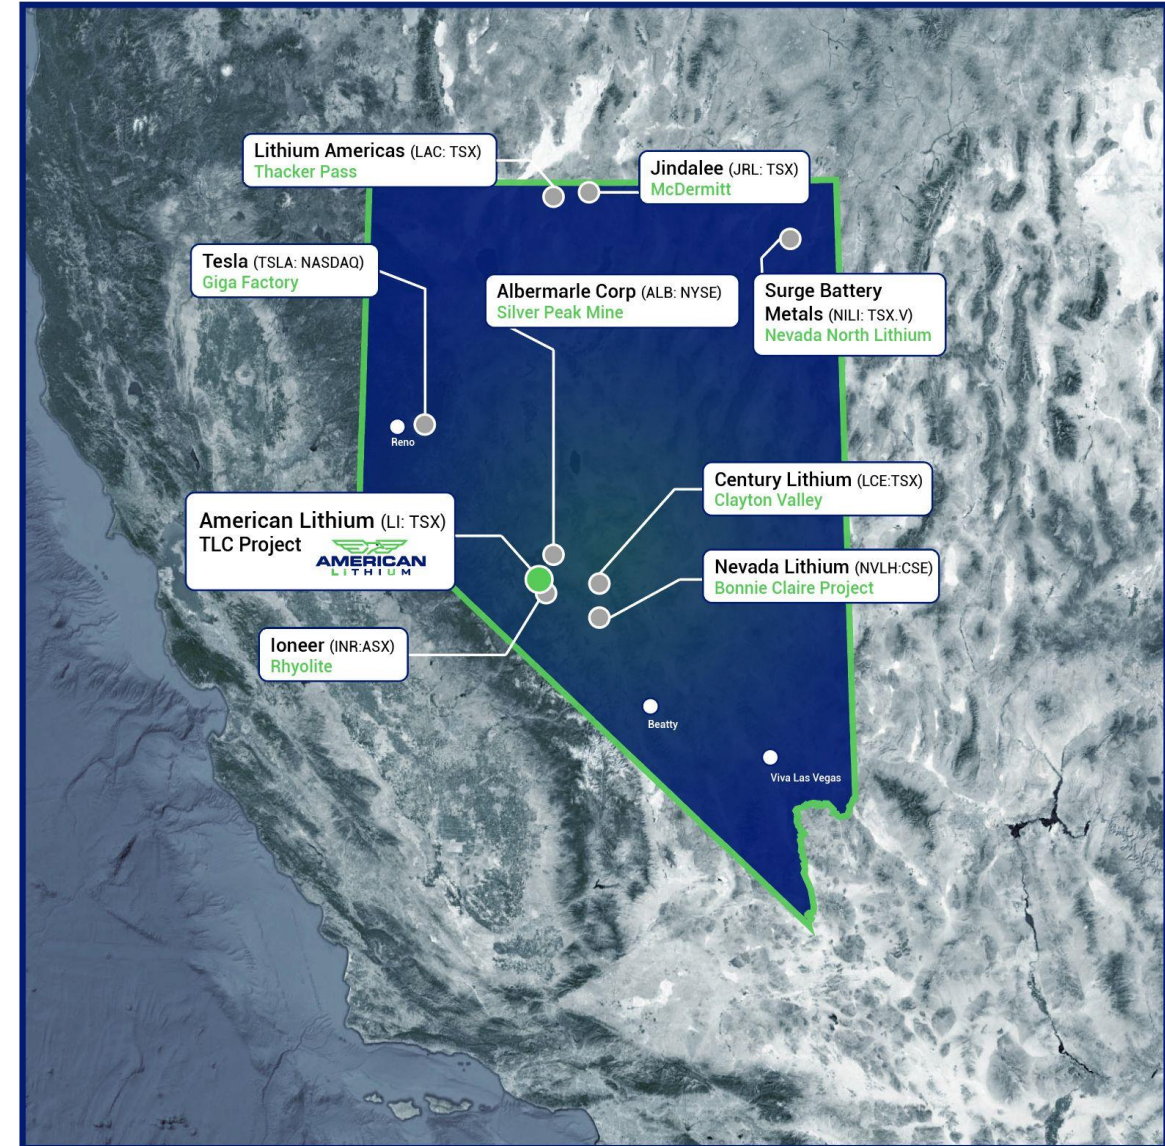 Lithium Americas (LAC: TSX)
Thacker Pass
Jindalee (JRL: TSX)
McDermitt
Tesla (TSLA: NASDAQ)
Giga Factory
Albermarle Corp (ALB: NYSE)
Silver Peak Mine
Surge Battery
Metals (NILI: TSX.V)
Nevada North Lithium
Reno
Century Lithium (LCE:TSX)
Clayton Valley
American Lithium (LI: TSX)
TLC Project
AMERICAN
LITHIUM
Nevada Lithium (NVLH:CSE)
Bonnie Claire Project
Ioneer (INR:ASX)
Rhyolite
Beatty
Viva Las Vegas